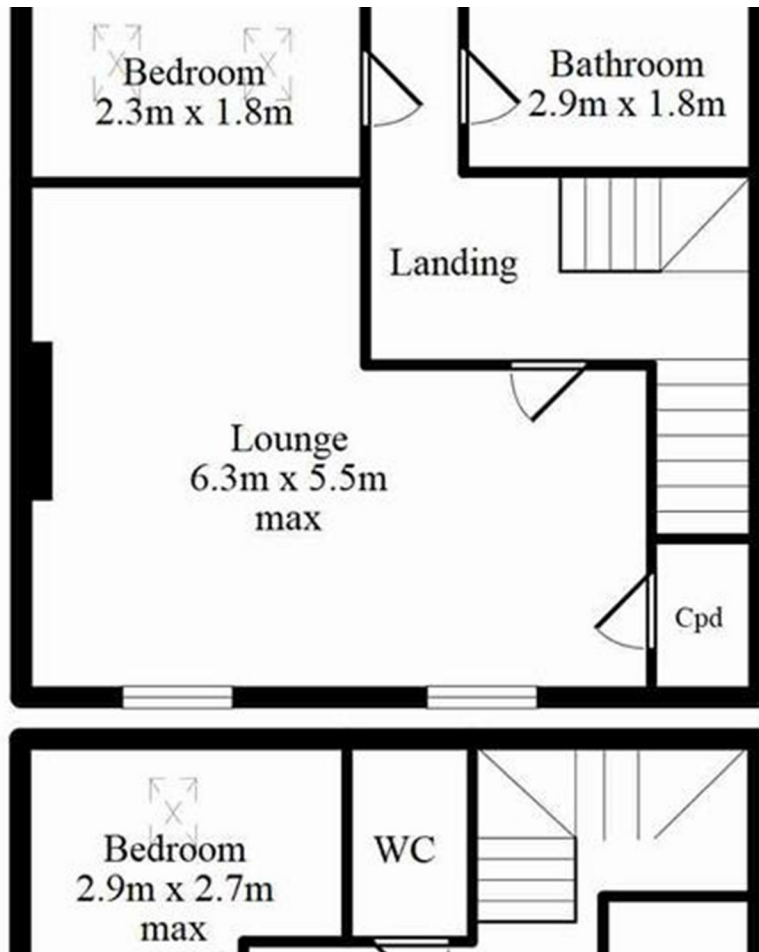 Bedroom
2.3m x 1.8m
Bathroom
2.9m x 1.8m
Landing
Lounge
6.3m x 5.5m
max
Cpd
Bedroom
2.9m x 2.7m
max
WC